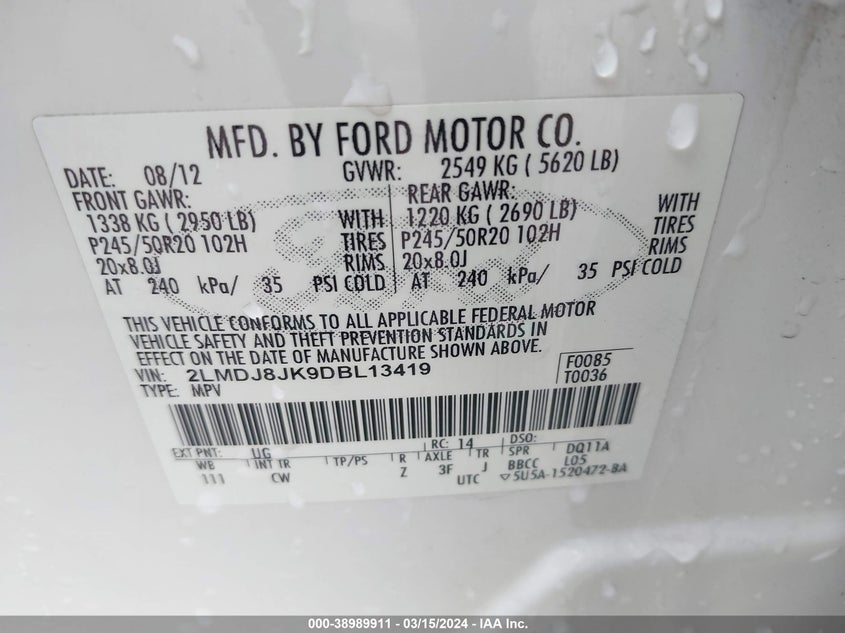 MFD. BY FORD MOTOR CO.
DATE: 08/12 GVWR: 2549 KG ( 5620 LB)
FRONT GAWR: REAR GAWR:
1338 KG ( 2950 LB) WITH 1220 KG ( 2690 LB) WITH
P245/50R20 102H TIRES P245/50R20 102H TIRES
20x8.0J RIMS 20x8.0J RIMS
AT 240 kPa/ 35 PSI COLD AT 240 kPa/ 35 PSI COLD
THIS VEHICLE CONFORMS TO ALL APPLICABLE FEDERAL MOTOR
VEHICLE SAFETY AND THEFT PREVENTION STANDARDS IN
EFFECT ON THE DATE OF MANUFACTURE SHOWN ABOVE.
VIN: 2LMDJ8JK9DBL13419 F0085
TYPE: MPV T0036
EXT PNT: UG RC: 14 DSO:
WB INT TR TP/PS R AXLE TR SPR DQ11A
111 CW Z 3F J BBCC L05
UTC ▽5U5A-1520472-BA
000-38989911 - 03/15/2024 - IAA Inc.